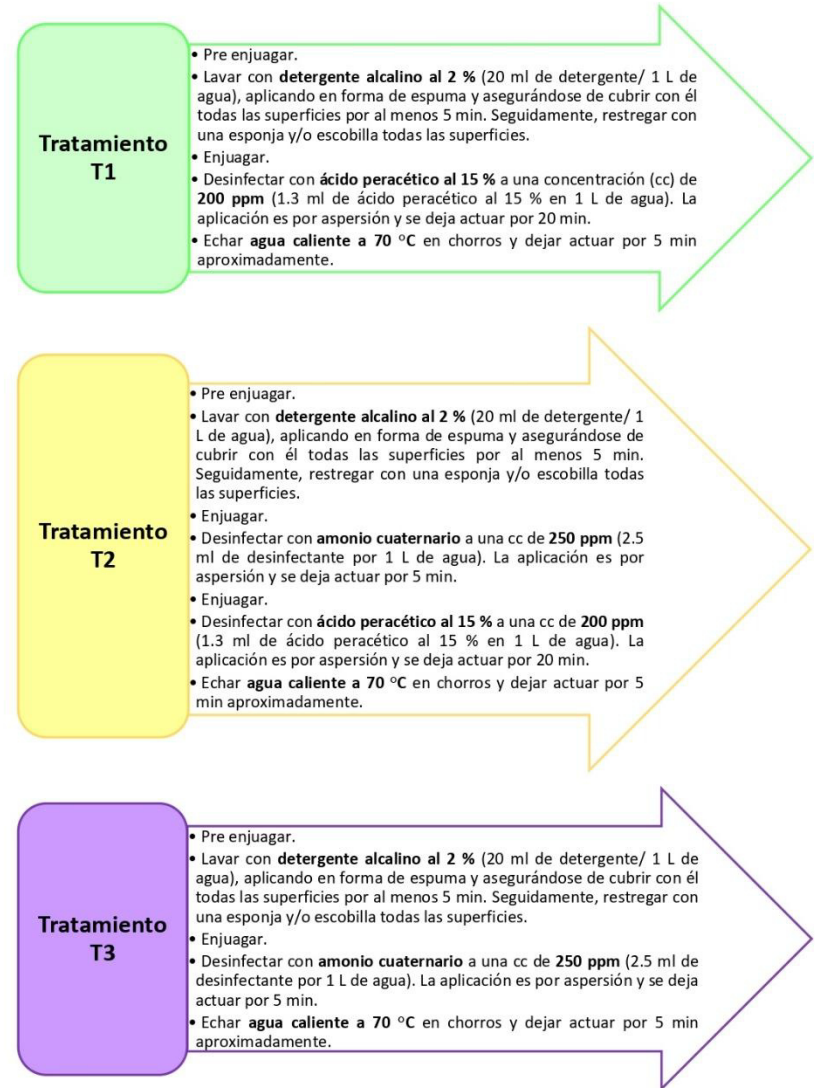 Tratamiento
T1
• Pre enjuagar.
• Lavar con detergente alcalino al 2 % (20 ml de detergente/ 1 L de
agua), aplicando en forma de espuma y asegurándose de cubrir con él
todas las superficies por al menos 5 min. Seguidamente, restregar con
una esponja y/o escobilla todas las superficies.
• Enjuagar.
• Desinfectar con ácido peracético al 15 % a una concentración (cc) de
200 ppm (1.3 ml de ácido peracético al 15 % en 1 L de agua). La
aplicación es por aspersión y se deja actuar por 20 min.
• Echar agua caliente a 70 °C en chorros y dejar actuar por 5 min
aproximadamente.
Tratamiento
T2
• Pre enjuagar.
• Lavar con detergente alcalino al 2 % (20 ml de detergente/ 1
L de agua), aplicando en forma de espuma y asegurándose de
cubrir con él todas las superficies por al menos 5 min.
Seguidamente, restregar con una esponja y/o escobilla todas
las superficies.
• Enjuagar.
• Desinfectar con amonio cuaternario a una cc de 250 ppm (2.5
ml de desinfectante por 1 L de agua). La aplicación es por
aspersión y se deja actuar por 5 min.
• Enjuagar.
• Desinfectar con ácido peracético al 15 % a una cc de 200 ppm
(1.3 ml de ácido peracético al 15 % en 1 L de agua). La
aplicación es por aspersión y se deja actuar por 20 min.
• Echar agua caliente a 70 °C en chorros y dejar actuar por 5
min aproximadamente.
Tratamiento
T3
• Pre enjuagar.
• Lavar con detergente alcalino al 2 % (20 ml de detergente/ 1 L de
agua), aplicando en forma de espuma y asegurándose de cubrir con él
todas las superficies por al menos 5 min. Seguidamente, restregar con
una esponja y/o escobilla todas las superficies.
• Enjuagar.
• Desinfectar con amonio cuaternario a una cc de 250 ppm (2.5 ml de
desinfectante por 1 L de agua). La aplicación es por aspersión y se deja
actuar por 5 min.
• Echar agua caliente a 70 °C en chorros y dejar actuar por 5 min
aproximadamente.